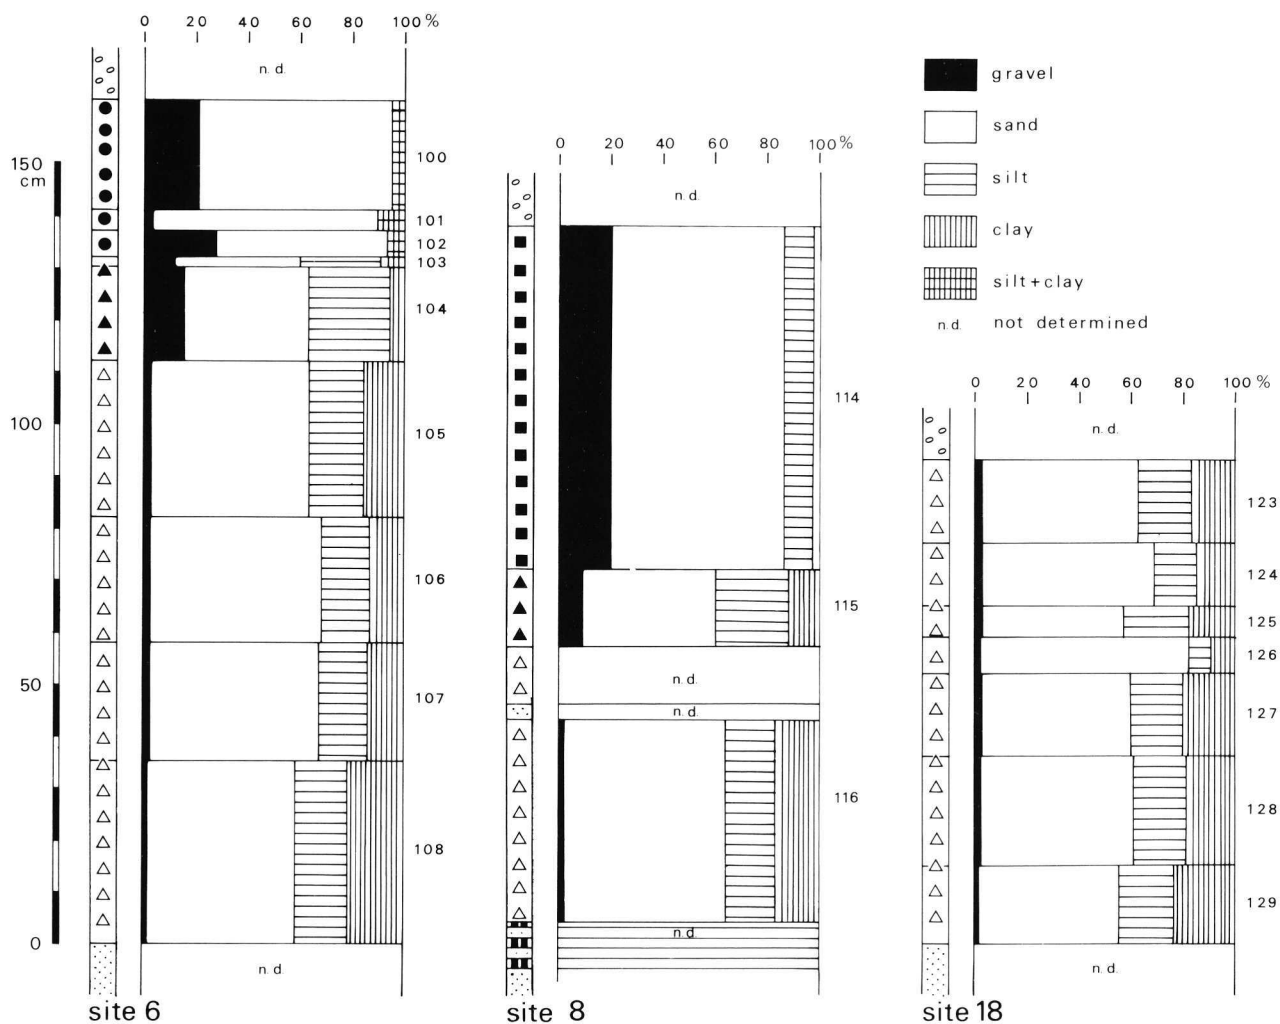 0 20 40 60 80 100 %
n. d.
150
cm
100
50
0
100
101
102
103
104
105
106
107
108
n. d.
site 6
0 20 40 60 80 100 %
n. d.
114
115
n. d.
n. d.
116
n. d.
site 8
gravel
sand
silt
clay
silt+clay
n.d. not determined
0 20 40 60 80 100 %
n. d.
123
124
125
126
127
128
129
n. d.
site 18